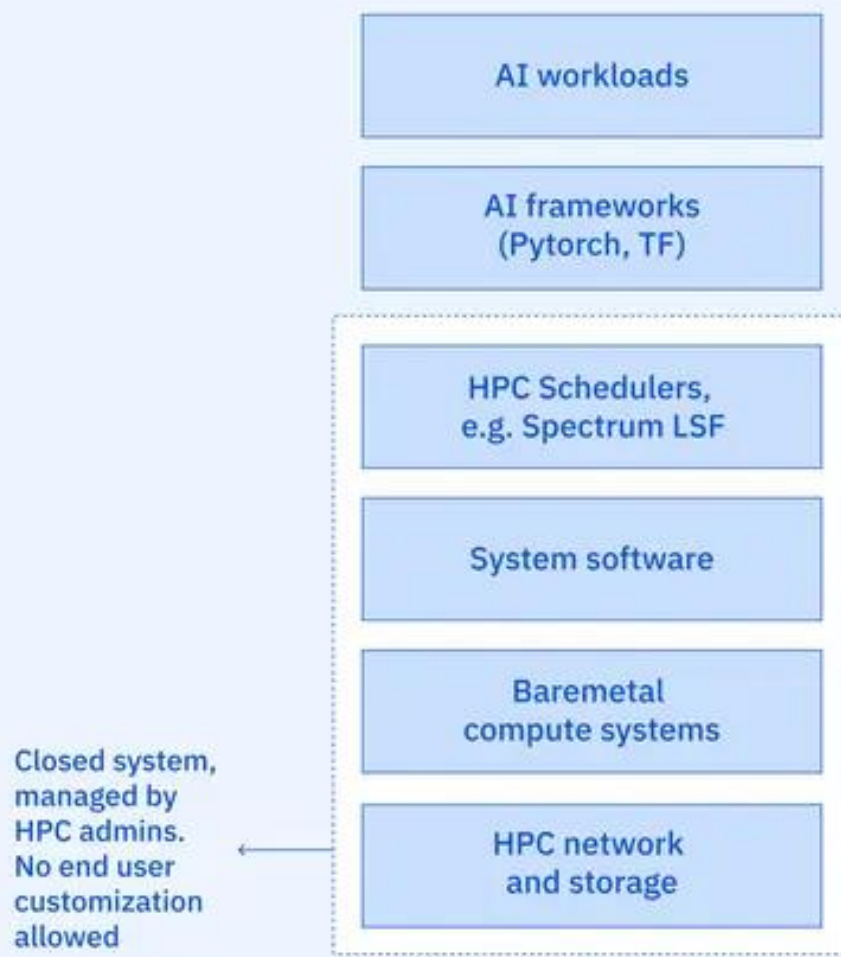 AI workloads
AI frameworks
(Pytorch, TF)
HPC Schedulers,
e.g. Spectrum LSF
System software
Baremetal
compute systems
HPC network
and storage
Closed system,
managed by
HPC admins.
No end user
customization
allowed